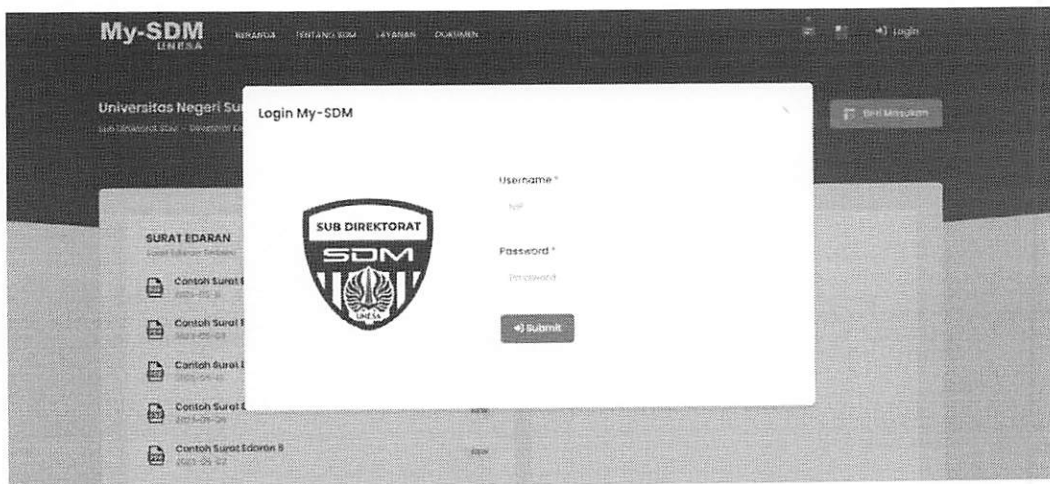 My-SDM
UNESA
BERANDA TENTANG SDM LAYANAN DOKUMEN
Login
Universitas Negeri Su
Beri Masukan
Login My-SDM
Username *
NIP
Password *
Password
Submit
SUB DIREKTORAT
SDM
UNESA
SURAT EDARAN
Contoh Surat
Contoh Surat
Contoh Surat
Contoh Surat
Contoh Surat Edaran 5